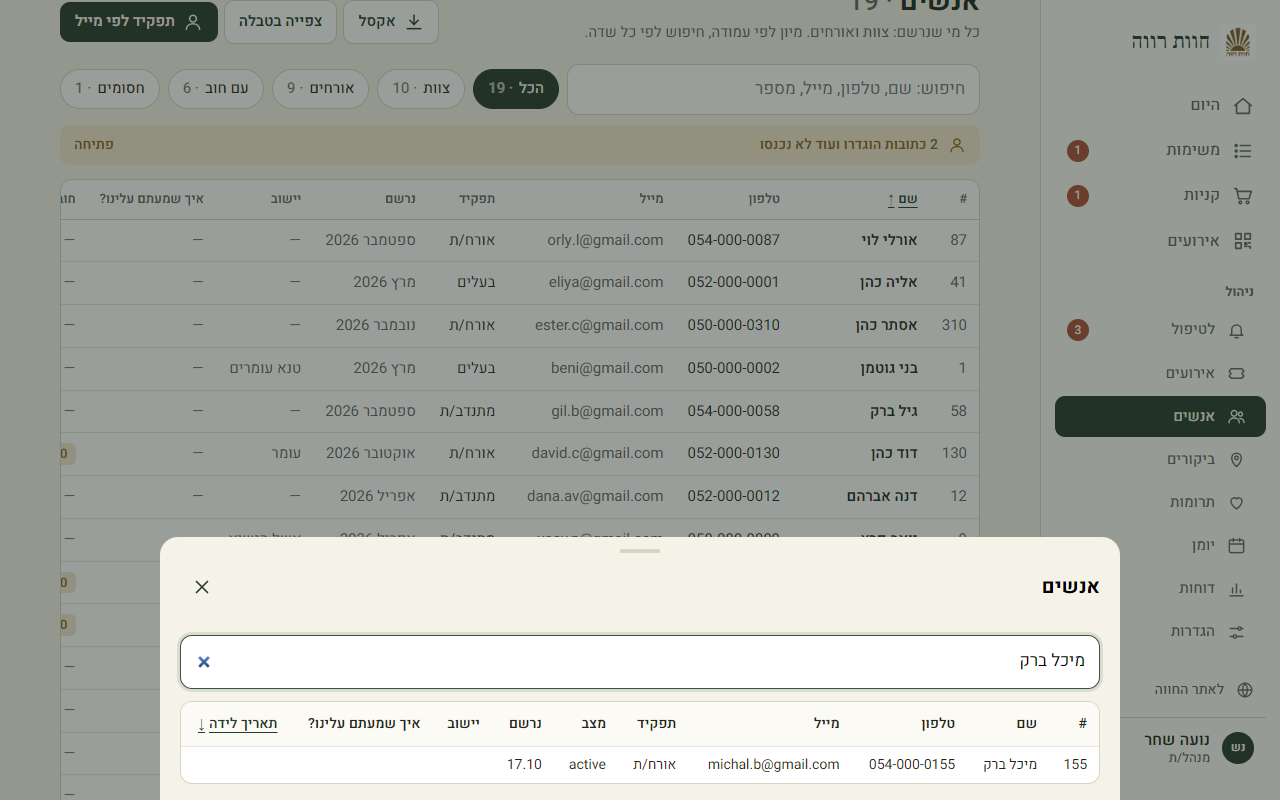 חוות רווה
היום
משימות 1
קניות 1
אירועים
ניהול
לטיפול 3
אירועים
אנשים
ביקורים
תרומות
יומן
דוחות
הגדרות
לאתר החווה
נש נועה שחר
מנהל/ת
אנשים · 19
כל מי שנרשם: צוות ואורחים. מיון לפי עמודה, חיפוש לפי כל שדה.
אקסל
צפייה בטבלה
תפקיד לפי מייל
חיפוש: שם, טלפון, מייל, מספר
הכל · 19
צוות · 10
אורחים · 9
עם חוב · 6
חסומים · 1
2 כתובות הוגדרו ועוד לא נכנסו פתיחה
# שם ↑ טלפון מייל תפקיד נרשם יישוב איך שמעתם עלינו?
87 אורלי לוי 054-000-0087 orly.l@gmail.com אורח/ת ספטמבר 2026 — — —
41 אליה כהן 052-000-0001 eliya@gmail.com בעלים מרץ 2026 — — —
310 אסתר כהן 050-000-0310 ester.c@gmail.com אורח/ת נובמבר 2026 — — —
1 בני גוטמן 050-000-0002 beni@gmail.com בעלים מרץ 2026 טנא עומרים — —
58 גיל ברק 054-000-0058 gil.b@gmail.com מתנדב/ת ספטמבר 2026 — — —
130 דוד כהן 052-000-0130 david.c@gmail.com אורח/ת אוקטובר 2026 עומר —
12 דנה אברהם 052-000-0012 dana.av@gmail.com מתנדב/ת אפריל 2026 — — —
אנשים
מיכל ברק
# שם טלפון מייל תפקיד מצב נרשם יישוב איך שמעתם עלינו? תאריך לידה ↓
155 מיכל ברק 054-000-0155 michal.b@gmail.com אורח/ת active 17.10